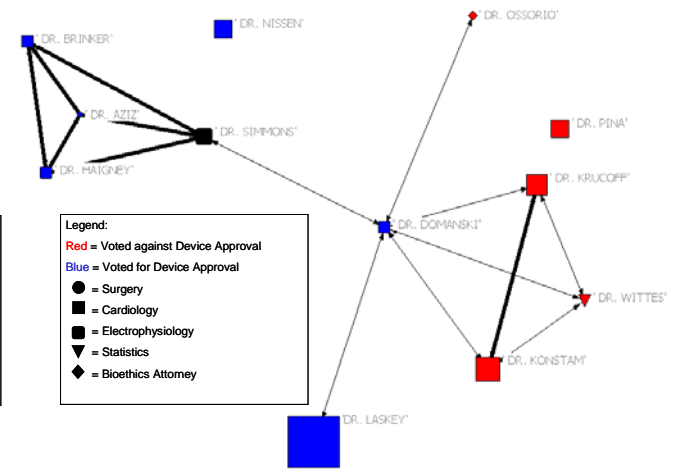 ' DR. OSSORIO'
' DR. NISSEN'
' DR. BRINKER'
' DR. AZIZ'
' DR. SIMMONS'
' DR. PINA'
' DR. HAIGNEY'
' DR. KRUCOFF'
' DR. DOMANSKI'
Legend:
Red = Voted against Device Approval
Blue = Voted for Device Approval
= Surgery
= Cardiology
= Electrophysiology
= Statistics
= Bioethics Attorney
' DR. WITTES'
' DR. KONSTAM'
'DR. LASKEY'